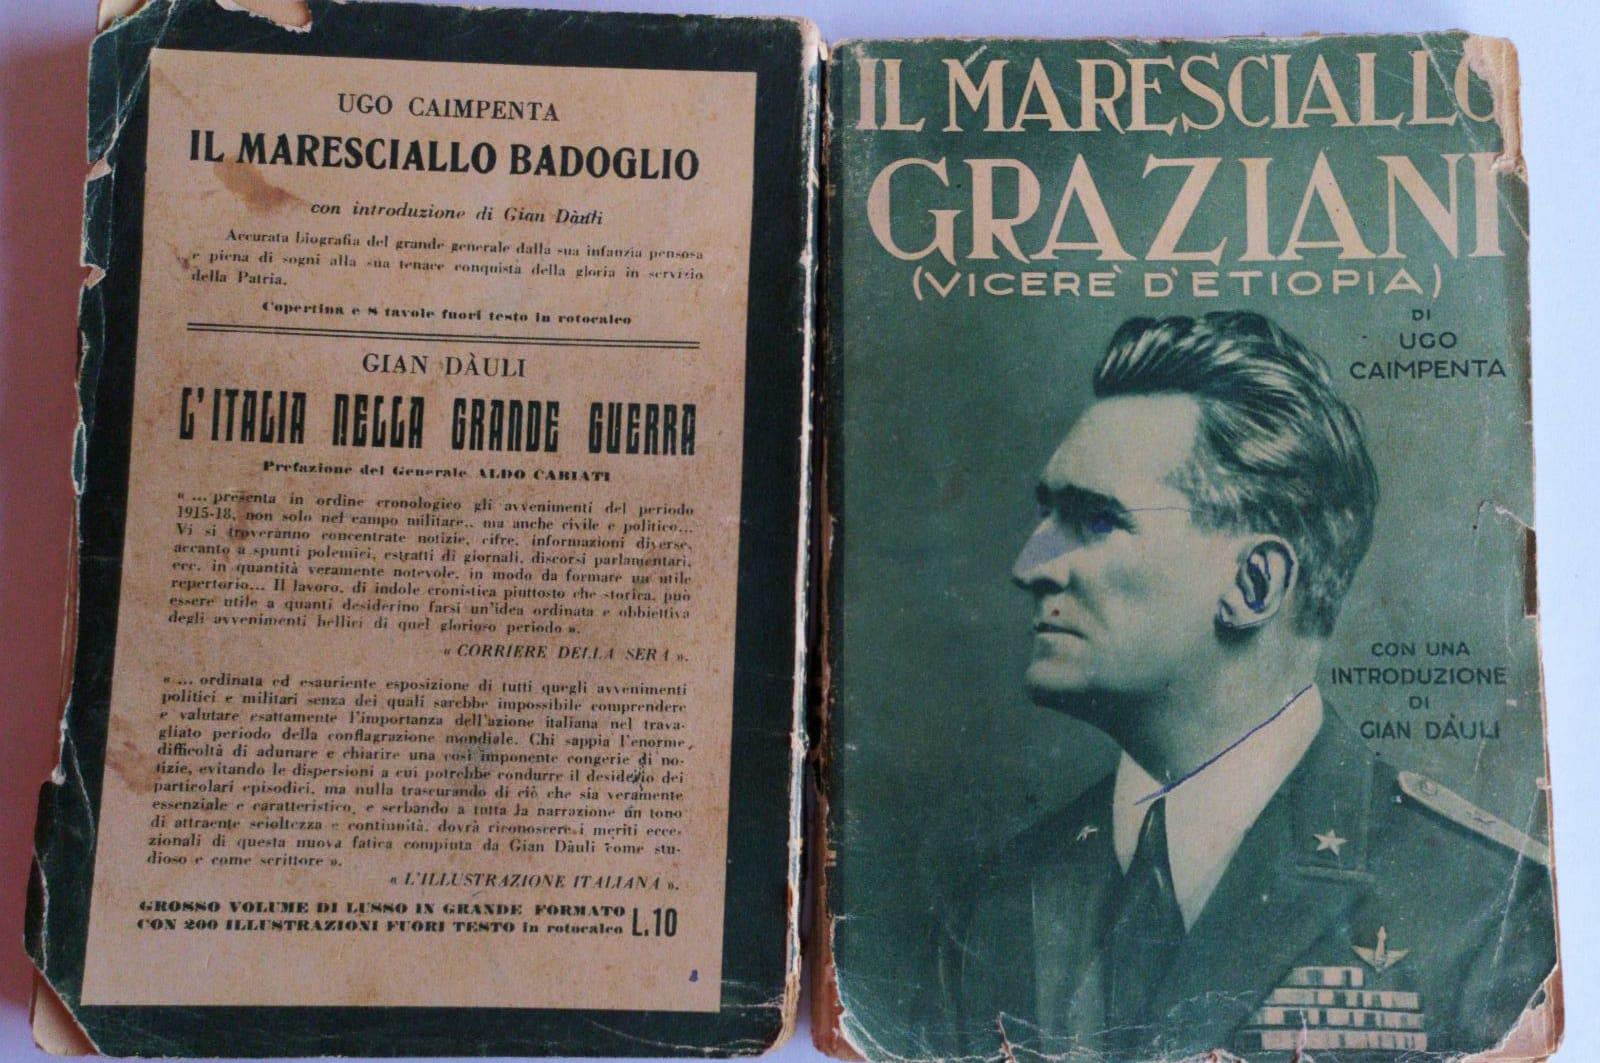 UGO CAIMPENTA
IL MARESCIALLO BADOGLIO
con introduzione di Gian Dàuli
Accurata biografia del grande generale dalla sua infanzia pensosa
e piena di sogni alla sua tenace conquista della gloria in servizio
della Patria.
Copertina e 8 tavole fuori testo in rotocalco
GIAN DÀULI
L'ITALIA NELLA GRANDE GUERRA
Prefazione del Generale ALDO CABIATI
« ... presenta in ordine cronologico gli avvenimenti del periodo
1915-18, non solo nel campo militare.. ma anche civile e politico...
Vi si troveranno concentrate notizie, cifre, informazioni diverse,
accanto a spunti polemici, estratti di giornali, discorsi parlamentari,
ecc. in quantità veramente notevole, in modo da formare un utile
repertorio... Il lavoro, di indole cronistica piuttosto che storica, può
essere utile a quanti desiderino farsi un'idea ordinata e obbiettiva
degli avvenimenti bellici di quel glorioso periodo ».
« CORRIERE DELLA SERA ».
« ... ordinata ed esauriente esposizione di tutti quegli avvenimenti
politici e militari senza dei quali sarebbe impossibile comprendere
e valutare esattamente l'importanza dell'azione italiana nel trava-
gliato periodo della conflagrazione mondiale. Chi sappia l'enorme
difficoltà di adunare e chiarire una così imponente congerie di no-
tizie, evitando le dispersioni a cui potrebbe condurre il desiderio dei
particolari episodici, ma nulla trascurando di ciò che sia veramente
essenziale e caratteristico, e serbando a tutta la narrazione un tono
di attraente scioltezza e continuità, dovrà riconoscere i meriti ecce-
zionali di questa nuova fatica compiuta da Gian Dàuli come stu-
dioso e come scrittore ».
« L'ILLUSTRAZIONE ITALIANA ».
GROSSO VOLUME DI LUSSO IN GRANDE FORMATO
CON 200 ILLUSTRAZIONI FUORI TESTO in rotocalco L.10
IL MARESCIALLO
GRAZIANI
(VICERÈ D'ETIOPIA)
DI
UGO
CAIMPENTA
CON UNA
INTRODUZIONE
DI
GIAN DÀULI